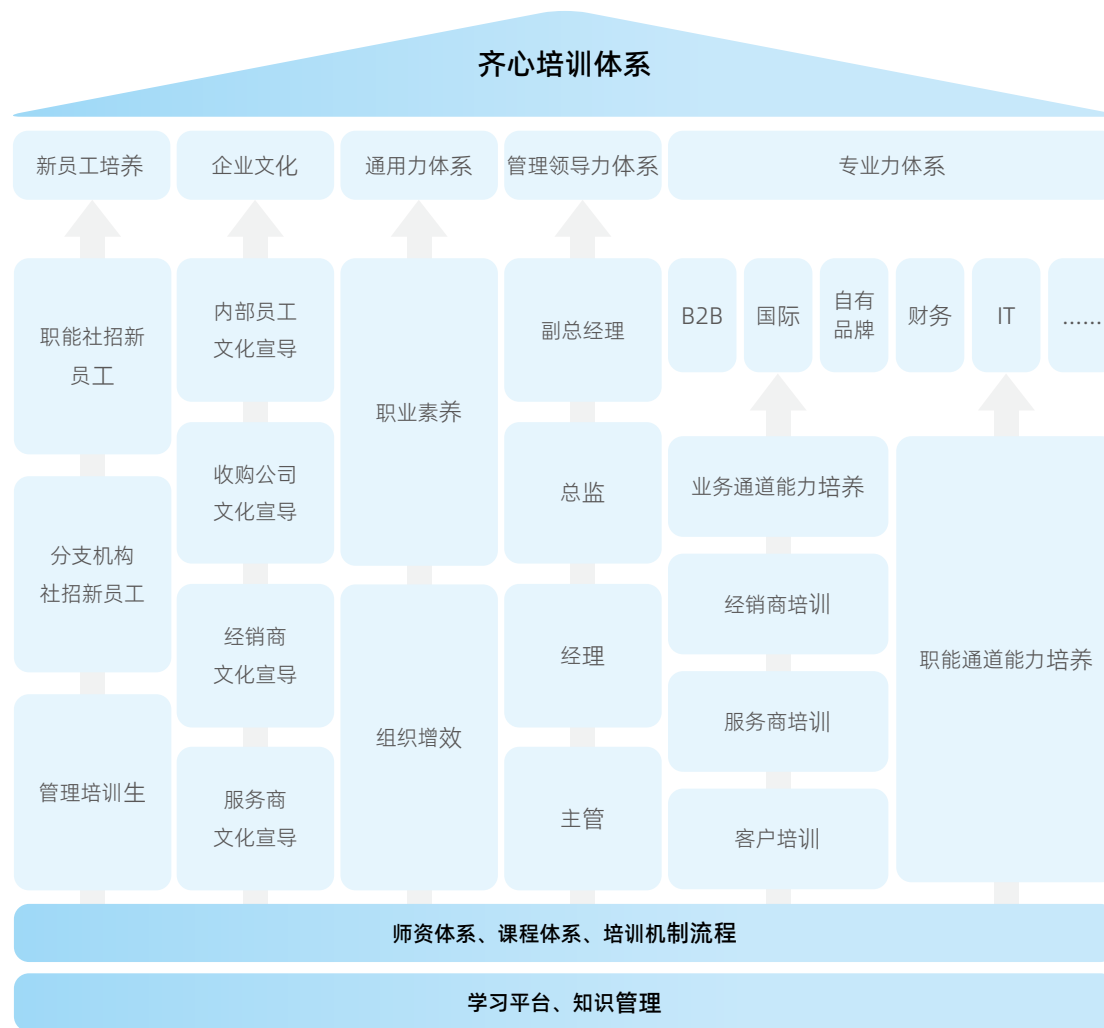 齐心培训体系
新员工培养
企业文化
通用力体系
管理领导力体系
专业力体系
职能社招新
员工
分支机构
社招新员工
管理培训生
内部员工
文化宣导
收购公司
文化宣导
经销商
文化宣导
服务商
文化宣导
职业素养
组织增效
副总经理
总监
经理
主管
B2B
国际
自有
品牌
财务
IT
......
业务通道能力培养
经销商培训
服务商培训
客户培训
职能通道能力培养
师资体系、课程体系、培训机制流程
学习平台、知识管理